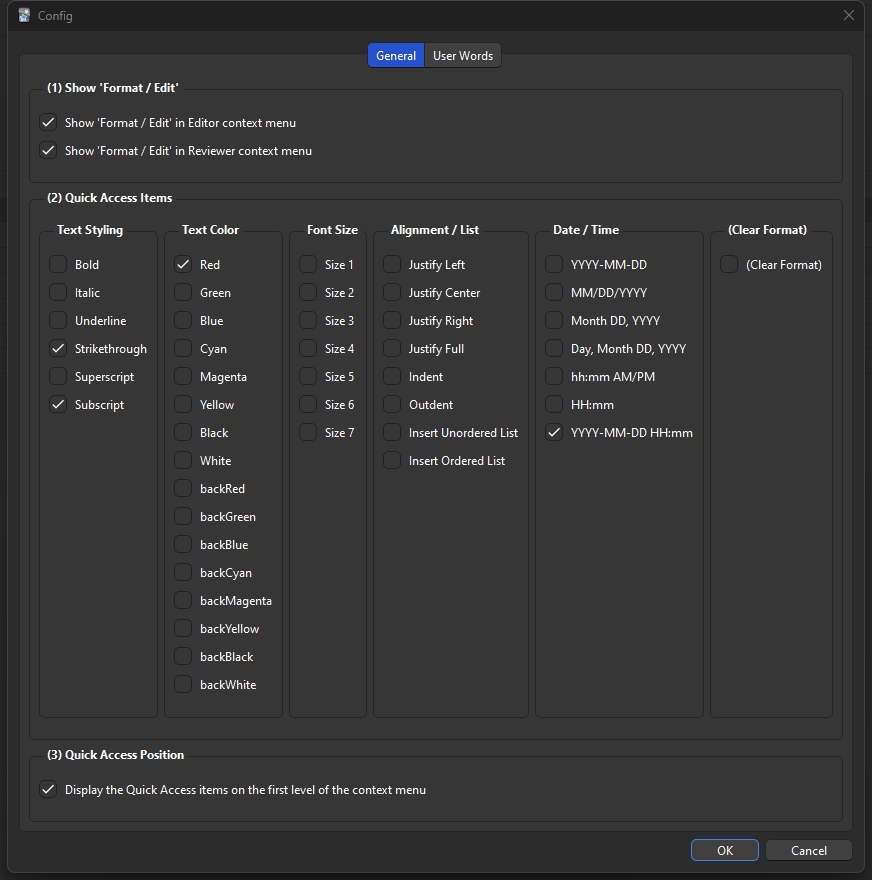 Config
General
User Words
(1) Show 'Format / Edit'
Show 'Format / Edit' in Editor context menu
Show 'Format / Edit' in Reviewer context menu
(2) Quick Access Items
Text Styling
Bold
Italic
Underline
Strikethrough
Superscript
Subscript
Text Color
Red
Green
Blue
Cyan
Magenta
Yellow
Black
White
backRed
backGreen
backBlue
backCyan
backMagenta
backYellow
backBlack
backWhite
Font Size
Size 1
Size 2
Size 3
Size 4
Size 5
Size 6
Size 7
Alignment / List
Justify Left
Justify Center
Justify Right
Justify Full
Indent
Outdent
Insert Unordered List
Insert Ordered List
Date / Time
YYYY-MM-DD
MM/DD/YYYY
Month DD, YYYY
Day, Month DD, YYYY
hh:mm AM/PM
HH:mm
YYYY-MM-DD HH:mm
(Clear Format)
(Clear Format)
(3) Quick Access Position
Display the Quick Access items on the first level of the context menu
OK
Cancel